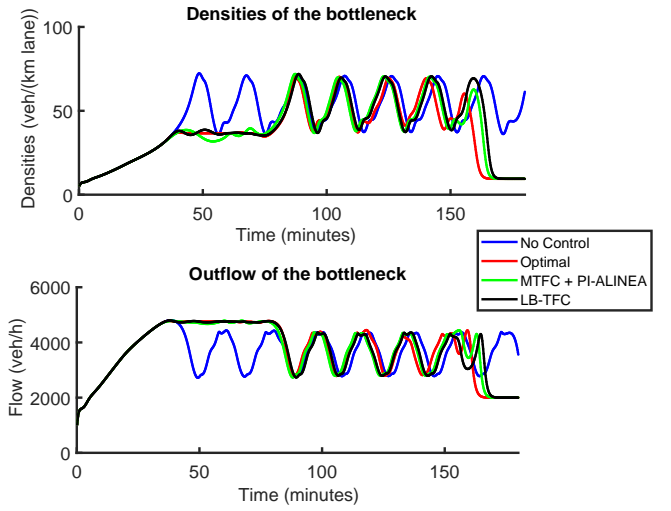 Densities of the bottleneck
Densities (veh/(km lane))
100
50
0
0
50
100
150
Time (minutes)
No Control
Optimal
MTFC + PI-ALINEA
LB-TFC
Outflow of the bottleneck
Flow (veh/h)
6000
4000
2000
0
0
50
100
150
Time (minutes)